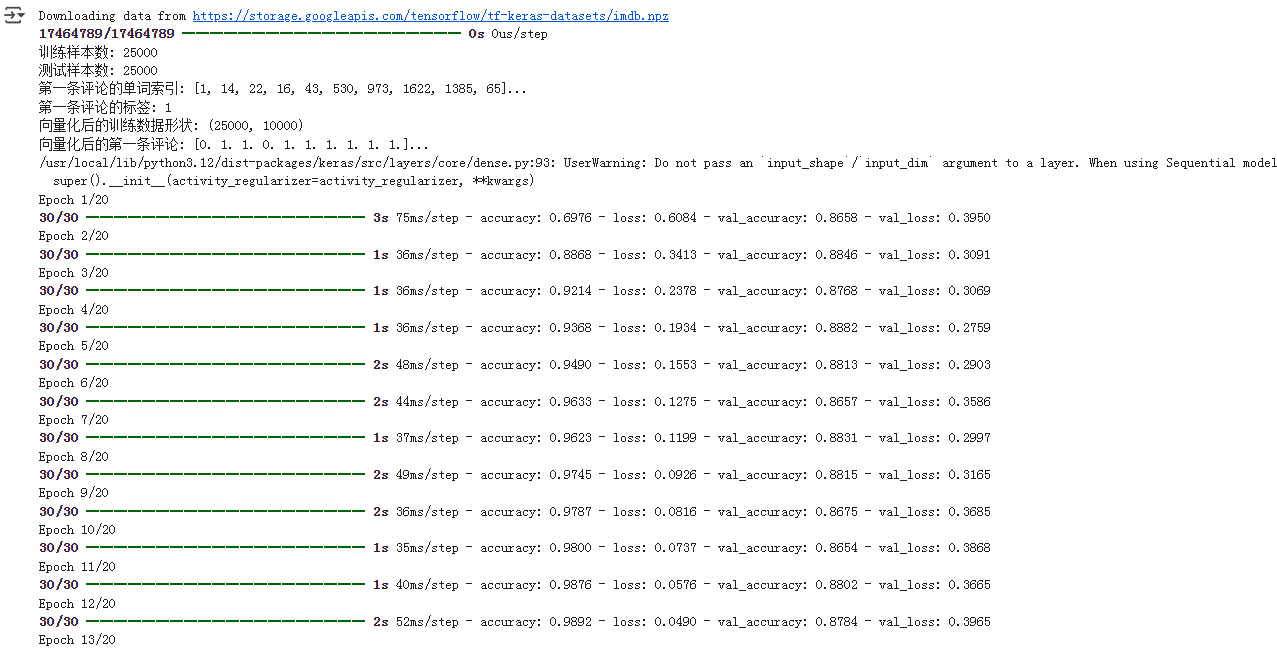 Downloading data from https://storage.googleapis.com/tensorflow/tf-keras-datasets/imdb.npz
17464789/17464789 ━━━━━━━━━━━━━━━━━━━━ 0s 0us/step
训练样本数: 25000
测试样本数: 25000
第一条评论的单词索引: [1, 14, 22, 16, 43, 530, 973, 1622, 1385, 65]...
第一条评论的标签: 1
向量化后的训练数据形状: (25000, 10000)
向量化后的第一条评论: [0. 1. 1. 0. 1. 1. 1. 1. 1. 1.]...
/usr/local/lib/python3.12/dist-packages/keras/src/layers/core/dense.py:93: UserWarning: Do not pass an `input_shape`/`input_dim` argument to a layer. When using Sequential model
super().__init__(activity_regularizer=activity_regularizer, **kwargs)
Epoch 1/20
30/30 ━━━━━━━━━━━━━━━━━━━━ 3s 75ms/step - accuracy: 0.6976 - loss: 0.6084 - val_accuracy: 0.8658 - val_loss: 0.3950
Epoch 2/20
30/30 ━━━━━━━━━━━━━━━━━━━━ 1s 36ms/step - accuracy: 0.8868 - loss: 0.3413 - val_accuracy: 0.8846 - val_loss: 0.3091
Epoch 3/20
30/30 ━━━━━━━━━━━━━━━━━━━━ 1s 36ms/step - accuracy: 0.9214 - loss: 0.2378 - val_accuracy: 0.8768 - val_loss: 0.3069
Epoch 4/20
30/30 ━━━━━━━━━━━━━━━━━━━━ 1s 36ms/step - accuracy: 0.9368 - loss: 0.1934 - val_accuracy: 0.8882 - val_loss: 0.2759
Epoch 5/20
30/30 ━━━━━━━━━━━━━━━━━━━━ 2s 48ms/step - accuracy: 0.9490 - loss: 0.1553 - val_accuracy: 0.8813 - val_loss: 0.2903
Epoch 6/20
30/30 ━━━━━━━━━━━━━━━━━━━━ 2s 44ms/step - accuracy: 0.9633 - loss: 0.1275 - val_accuracy: 0.8657 - val_loss: 0.3586
Epoch 7/20
30/30 ━━━━━━━━━━━━━━━━━━━━ 1s 37ms/step - accuracy: 0.9623 - loss: 0.1199 - val_accuracy: 0.8831 - val_loss: 0.2997
Epoch 8/20
30/30 ━━━━━━━━━━━━━━━━━━━━ 2s 49ms/step - accuracy: 0.9745 - loss: 0.0926 - val_accuracy: 0.8815 - val_loss: 0.3165
Epoch 9/20
30/30 ━━━━━━━━━━━━━━━━━━━━ 2s 36ms/step - accuracy: 0.9787 - loss: 0.0816 - val_accuracy: 0.8675 - val_loss: 0.3685
Epoch 10/20
30/30 ━━━━━━━━━━━━━━━━━━━━ 1s 35ms/step - accuracy: 0.9800 - loss: 0.0737 - val_accuracy: 0.8654 - val_loss: 0.3868
Epoch 11/20
30/30 ━━━━━━━━━━━━━━━━━━━━ 1s 40ms/step - accuracy: 0.9876 - loss: 0.0576 - val_accuracy: 0.8802 - val_loss: 0.3665
Epoch 12/20
30/30 ━━━━━━━━━━━━━━━━━━━━ 2s 52ms/step - accuracy: 0.9892 - loss: 0.0490 - val_accuracy: 0.8784 - val_loss: 0.3965
Epoch 13/20